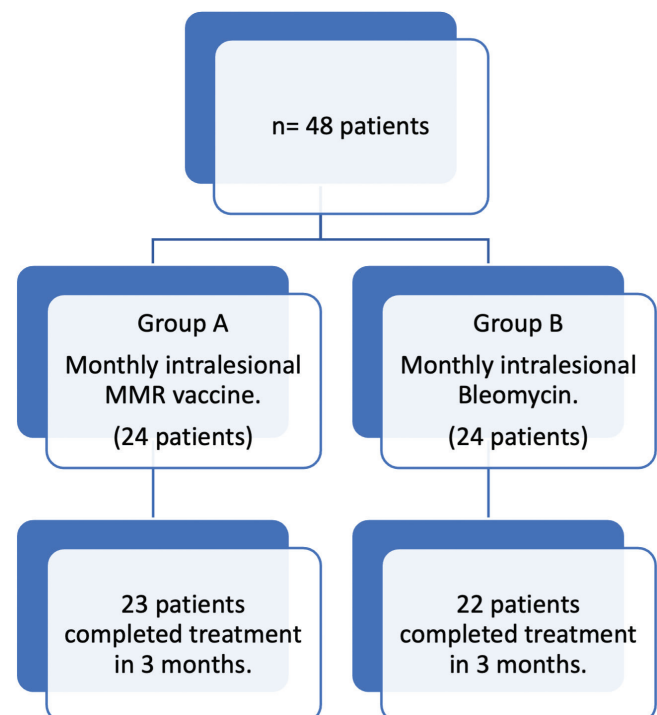 n= 48 patients
Group A
Monthly intralesional
MMR vaccine.
(24 patients)
Group B
Monthly intralesional
Bleomycin.
(24 patients)
23 patients
completed treatment
in 3 months.
22 patients
completed treatment
in 3 months.